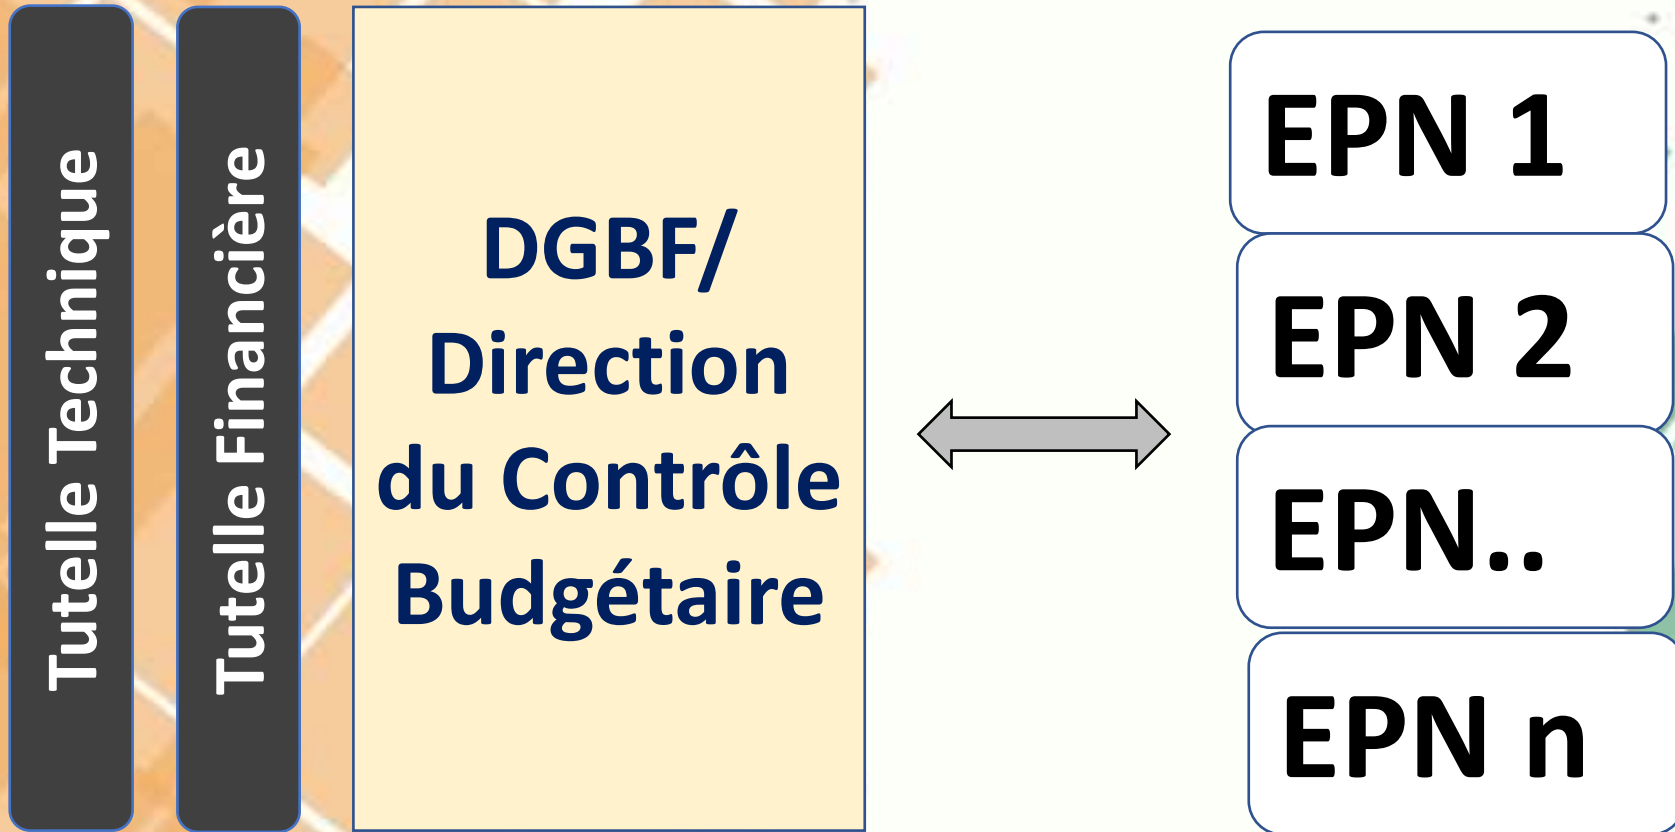 Tutelle Technique
Tutelle Financière
DGBF/
Direction
du Contrôle
Budgétaire
EPN 1
EPN 2
EPN..
EPN n